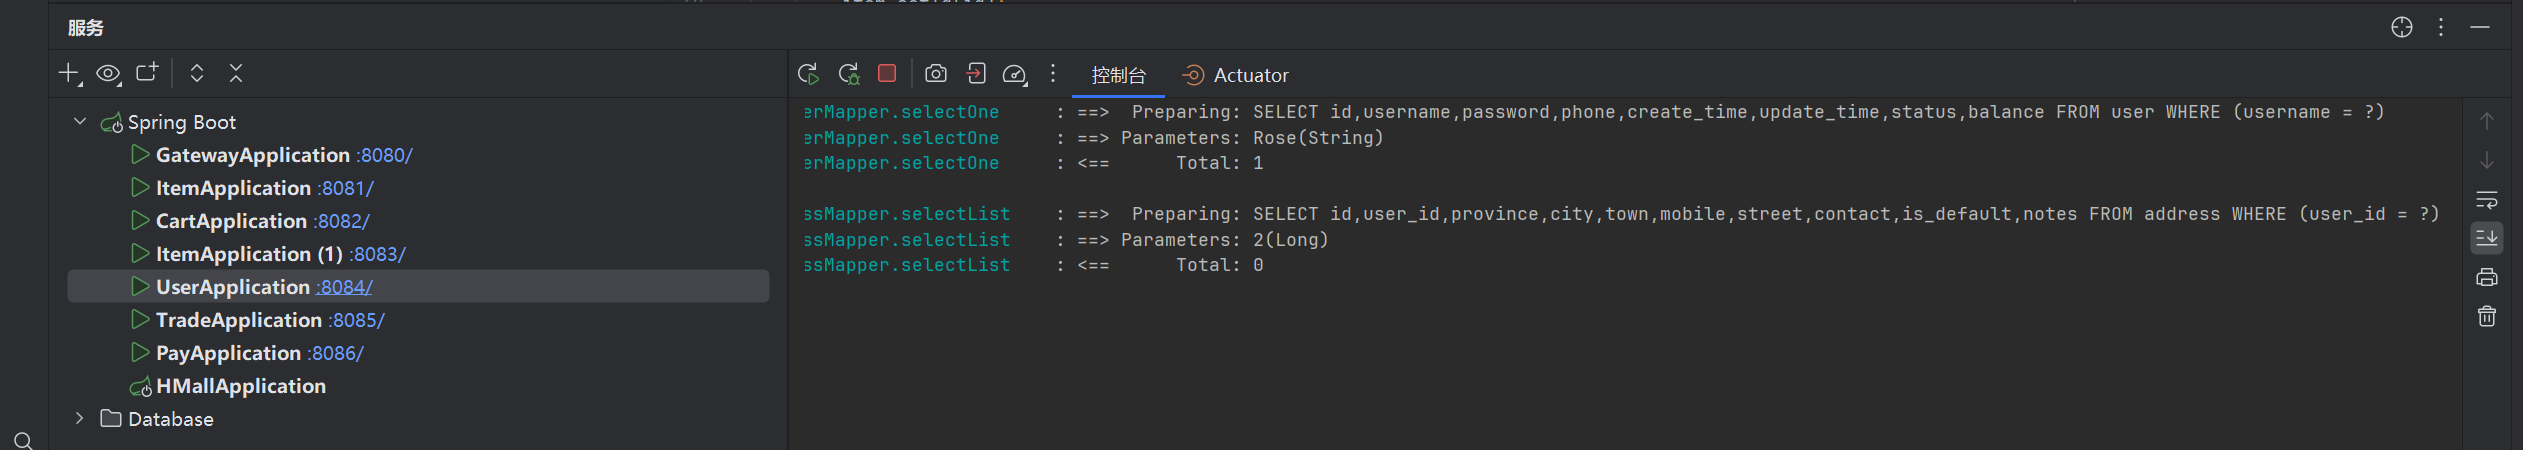 服务
控制台 Actuator
Spring Boot
GatewayApplication :8080/
ItemApplication :8081/
CartApplication :8082/
ItemApplication (1) :8083/
UserApplication :8084/
TradeApplication :8085/
PayApplication :8086/
HMallApplication
Database
erMapper.selectOne : ==> Preparing: SELECT id,username,password,phone,create_time,update_time,status,balance FROM user WHERE (username = ?)
erMapper.selectOne : ==> Parameters: Rose(String)
erMapper.selectOne : <== Total: 1
ssMapper.selectList : ==> Preparing: SELECT id,user_id,province,city,town,mobile,street,contact,is_default,notes FROM address WHERE (user_id = ?)
ssMapper.selectList : ==> Parameters: 2(Long)
ssMapper.selectList : <== Total: 0